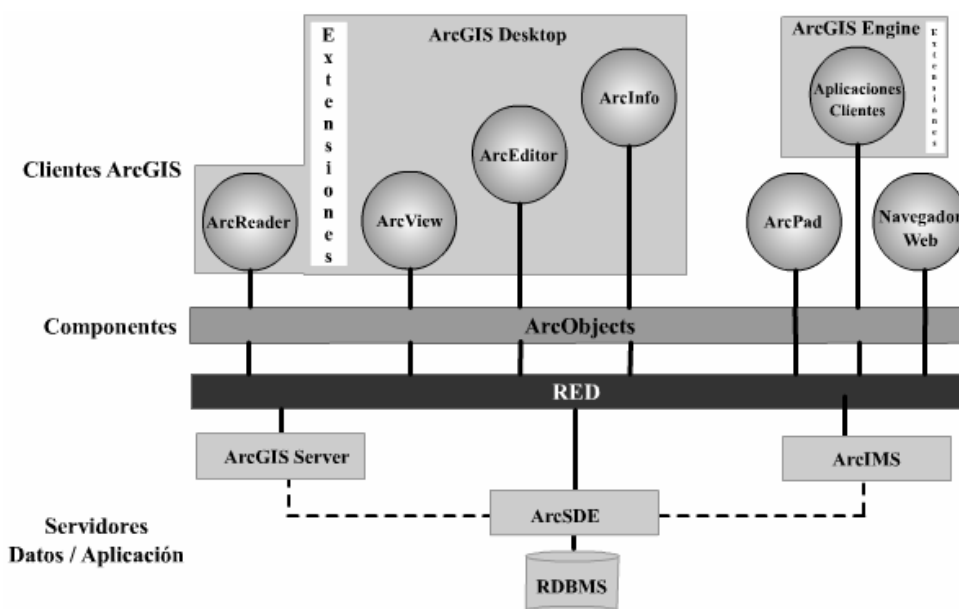 Extensiones
ArcGIS Desktop
ArcGIS Engine
Extensiones
ArcInfo
Aplicaciones
Clientes
ArcEditor
Clientes ArcGIS
ArcReader
ArcView
ArcPad
Navegador
Web
Componentes
ArcObjects
RED
ArcGIS Server
ArcIMS
ArcSDE
Servidores
Datos / Aplicación
RDBMS